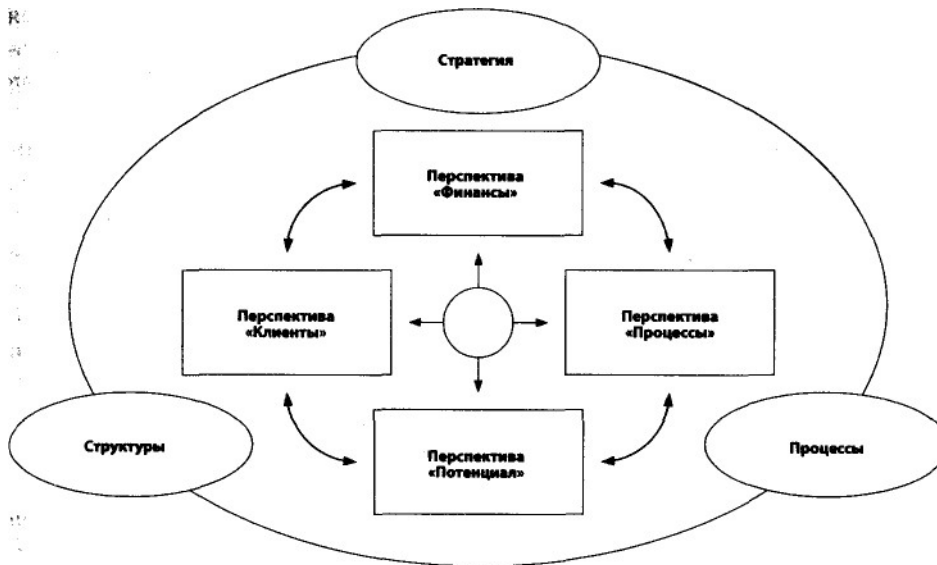 Стратегия
Перспектива
«Финансы»
Перспектива
«Клиенты»
Перспектива
«Процессы»
Структуры
Перспектива
«Потенциал»
Процессы